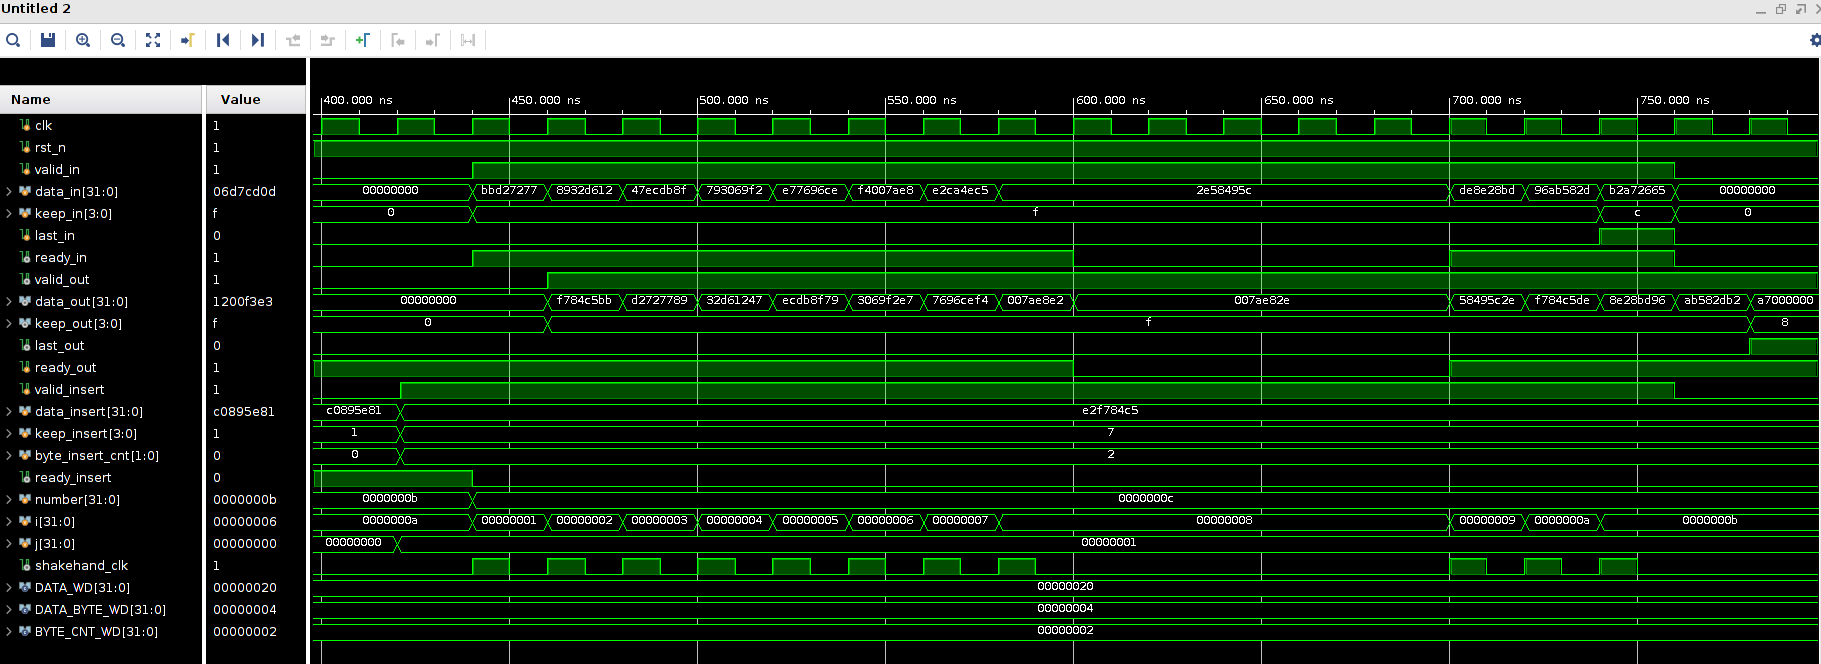 Untitled 2
Name Value
400.000 ns 450.000 ns 500.000 ns 550.000 ns 600.000 ns 650.000 ns 700.000 ns 750.000 ns
clk 1
rst_n 1
valid_in 1
data_in[31:0] 06d7cd0d 00000000 bbd27277 8932d612 47ecdb8f 793069f2 e77696ce f4007ae8 e2ca4ec5 2e58495c de8e28bd 96ab582d b2a72665 00000000
keep_in[3:0] f 0 f c 0
last_in 0
ready_in 1
valid_out 1
data_out[31:0] 1200f3e3 00000000 f784c5bb d2727789 32d61247 ecdb8f79 3069f2e7 7696cef4 007ae8e2 007ae82e 58495c2e f784c5de 8e28bd96 ab582db2 a7000000
keep_out[3:0] f 0 f 8
last_out 0
ready_out 1
valid_insert 1
data_insert[31:0] c0895e81 c0895e81 e2f784c5
keep_insert[3:0] 1 1 7
byte_insert_cnt[1:0] 0 0 2
ready_insert 0
number[31:0] 0000000b 0000000b 0000000c
i[31:0] 00000006 0000000a 00000001 00000002 00000003 00000004 00000005 00000006 00000007 00000008 00000009 0000000a 0000000b
j[31:0] 00000000 00000000 00000001
shakehand_clk 1
DATA_WD[31:0] 00000020 00000020
DATA_BYTE_WD[31:0] 00000004 00000004
BYTE_CNT_WD[31:0] 00000002 00000002